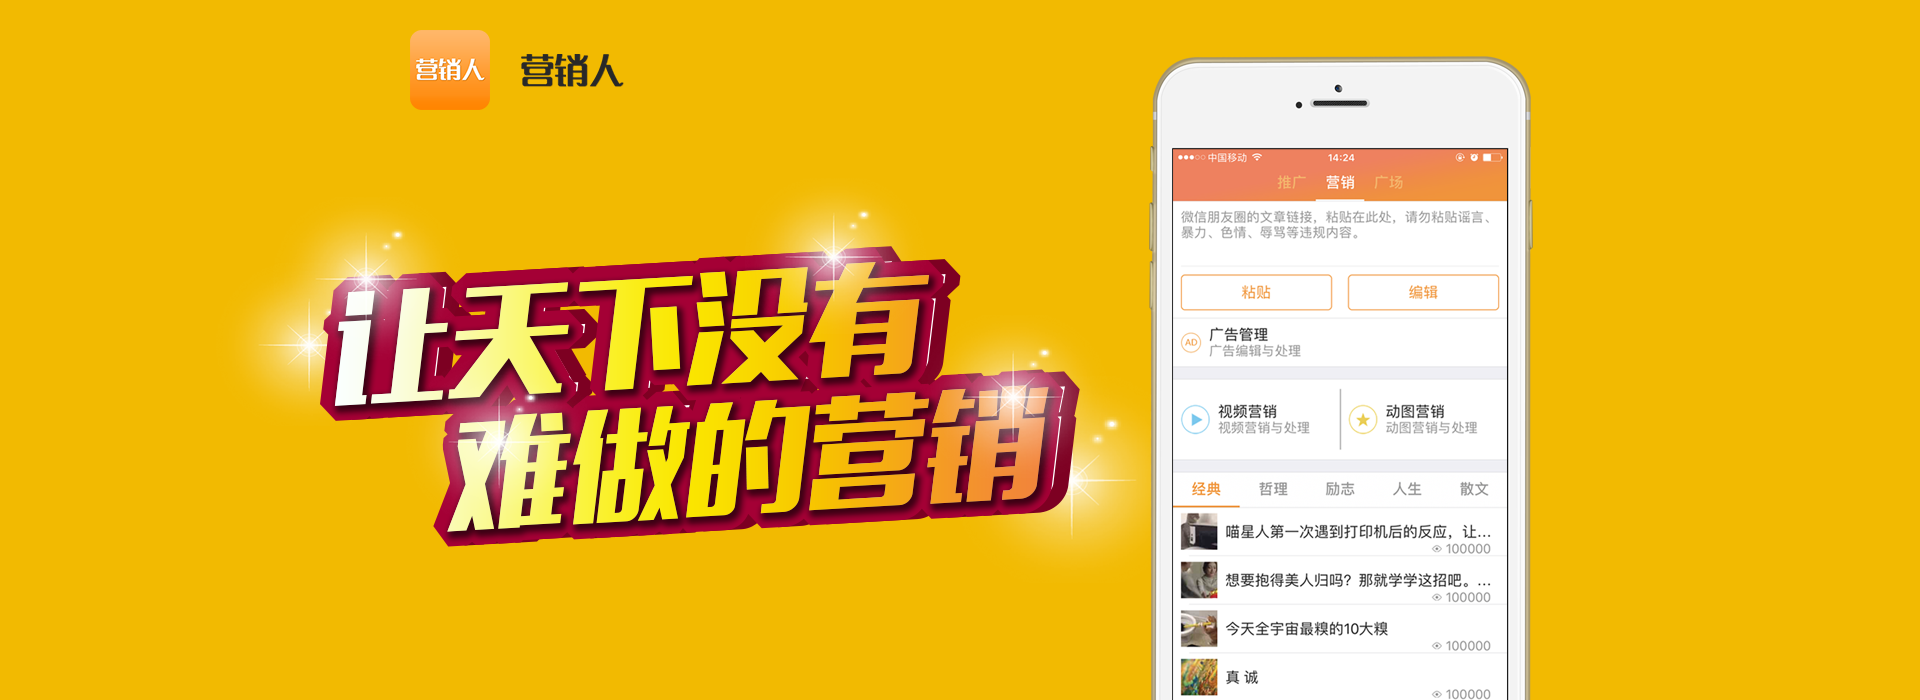 营销人 营销人
让天下没有
难做的营销
中国移动 14:24
推广 营销 广场
微信朋友圈的文章链接，粘贴在此处，请勿粘贴谣言、
暴力、色情、辱骂等违规内容。
粘贴 编辑
AD 广告管理
广告编辑与处理
视频营销 动图营销
视频营销与处理 动图营销与处理
经典 哲理 励志 人生 散文
喵星人第一次遇到打印机后的反应，让...
100000
想要抱得美人归吗？那就学学这招吧。...
100000
今天全宇宙最糗的10大糗
100000
真 诚
100000